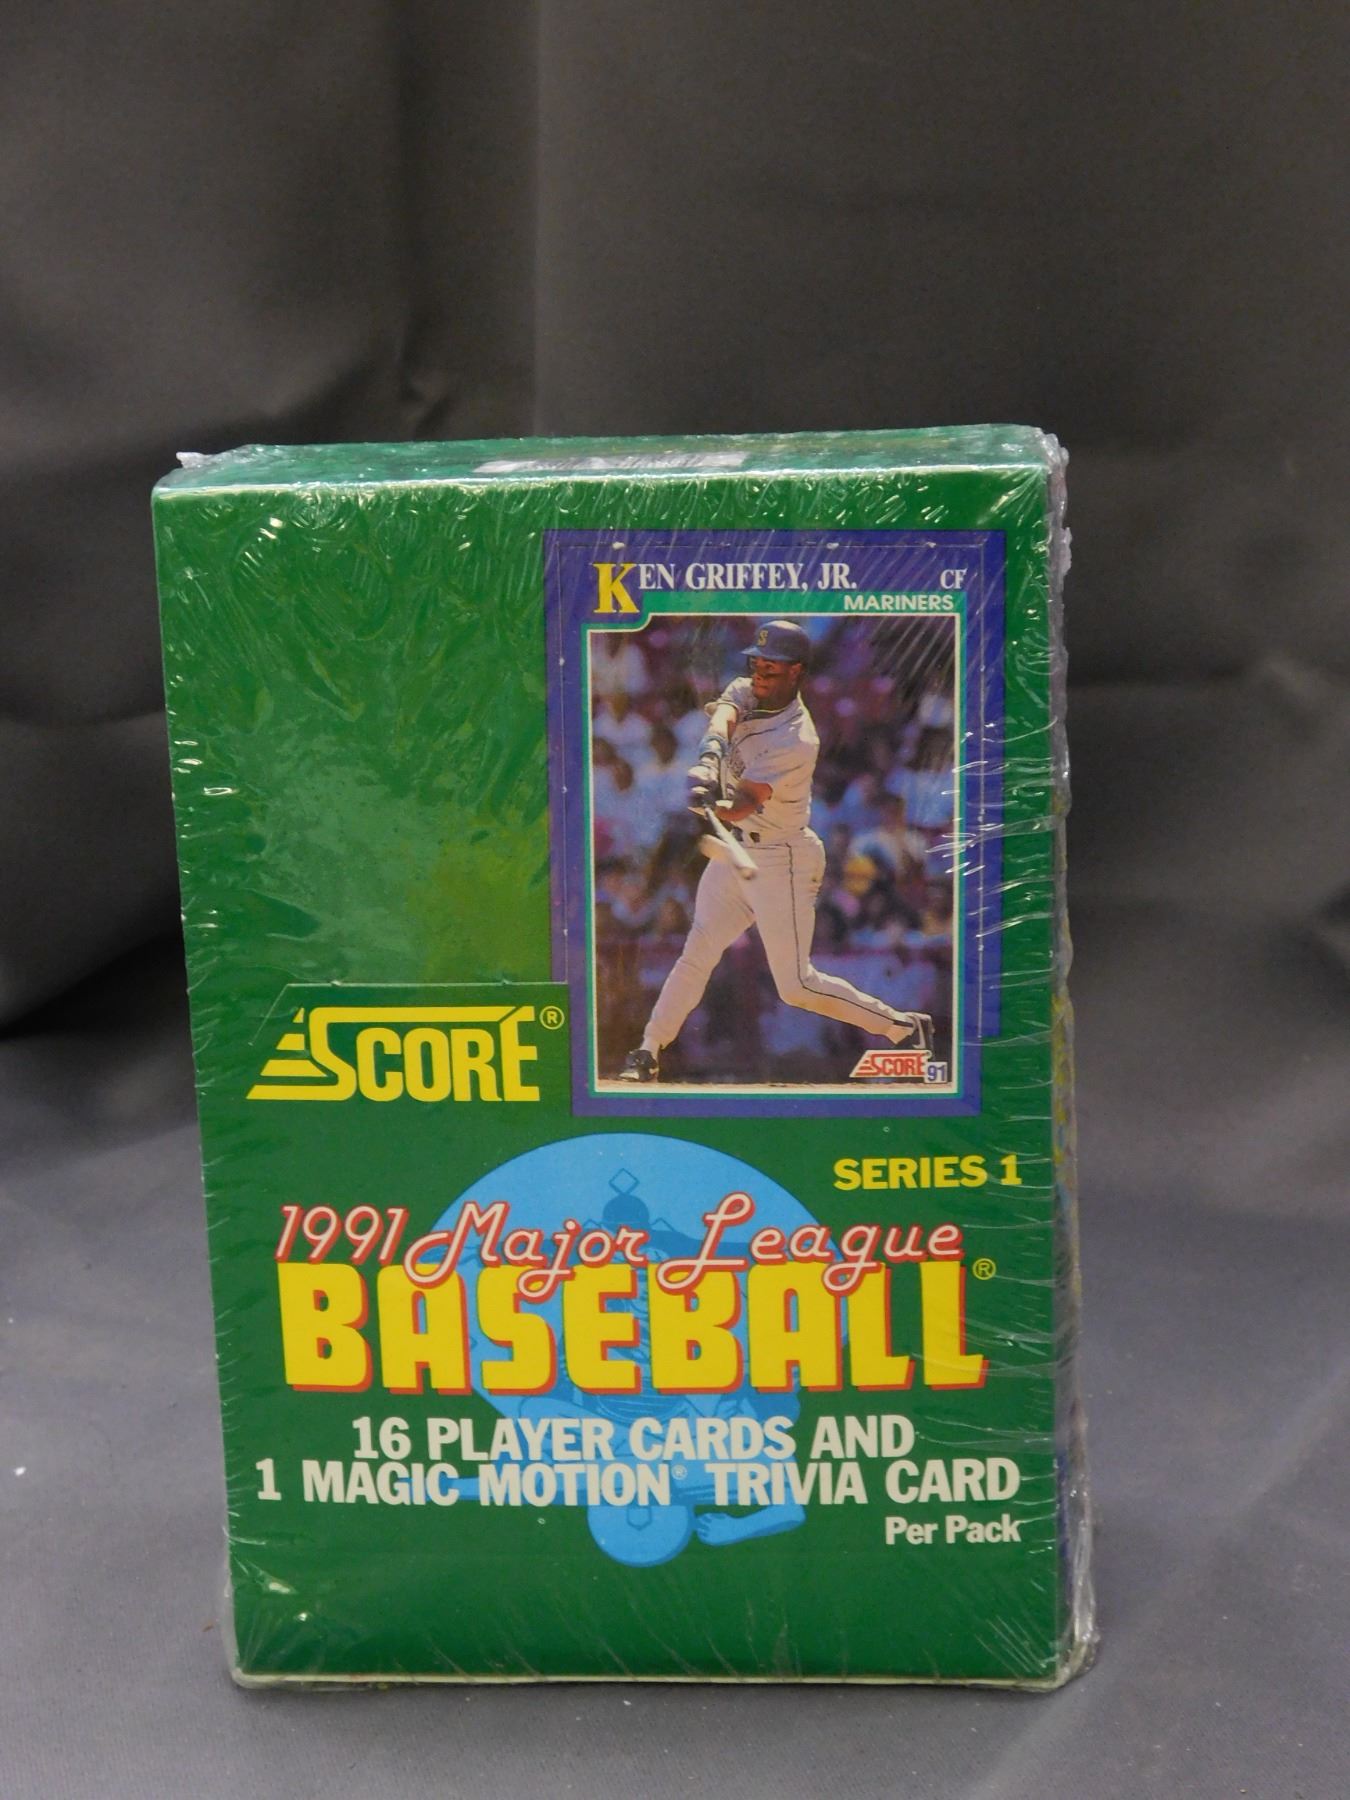 KEN GRIFFEY, JR. CF
MARINERS
S
SCORE 91
SCORE®
SERIES 1
1991 Major League
BASEBALL®
16 PLAYER CARDS AND
1 MAGIC MOTION® TRIVIA CARD
Per Pack